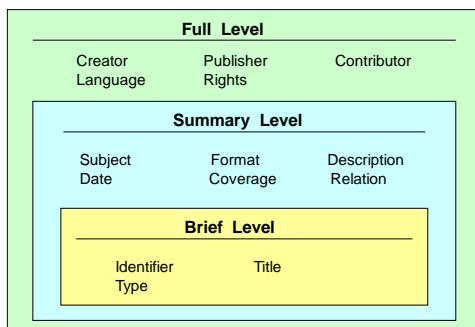 Full Level
Creator Publisher Contributor
Language Rights
Summary Level
Subject Format Description
Date Coverage Relation
Brief Level
Identifier Title
Type